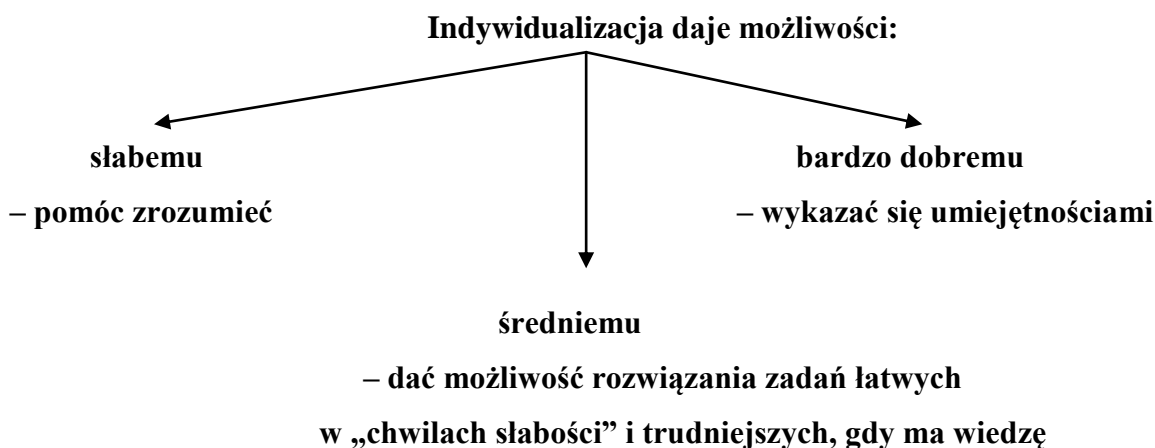 Indywidualizacja daje możliwości:
słabemu
– pomóc zrozumieć
bardzo dobremu
– wykazać się umiejętnościami
średniemu
– dać możliwość rozwiązania zadań łatwych
w „chwilach słabości” i trudniejszych, gdy ma wiedzę